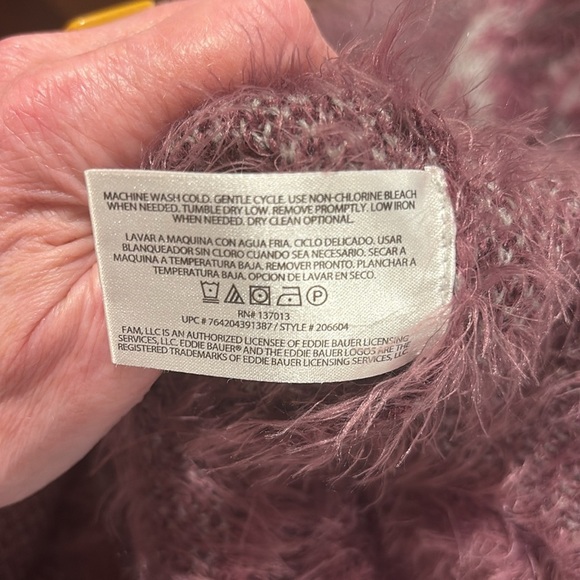 MACHINE WASH COLD. GENTLE CYCLE. USE NON-CHLORINE BLEACH
WHEN NEEDED. TUMBLE DRY LOW. REMOVE PROMPTLY. LOW IRON
WHEN NEEDED. DRY CLEAN OPTIONAL.
LAVAR A MAQUINA CON AGUA FRIA, CICLO DELICADO. USAR
BLANQUEADOR SIN CLORO CUANDO SEA NECESARIO. SECAR A
MAQUINA A TEMPERATURA BAJA. REMOVER PRONTO. PLANCHAR A
TEMPERATURA BAJA. OPCION DE LAVAR EN SECO.
P
RN# 137013
UPC # 764204391387 / STYLE # 206604
FAM, LLC IS AN AUTHORIZED LICENSEE OF EDDIE BAUER LICENSING
SERVICES, LLC. EDDIE BAUER® AND THE EDDIE BAUER LOGOS ARE THE
REGISTERED TRADEMARKS OF EDDIE BAUER LICENSING SERVICES, LLC